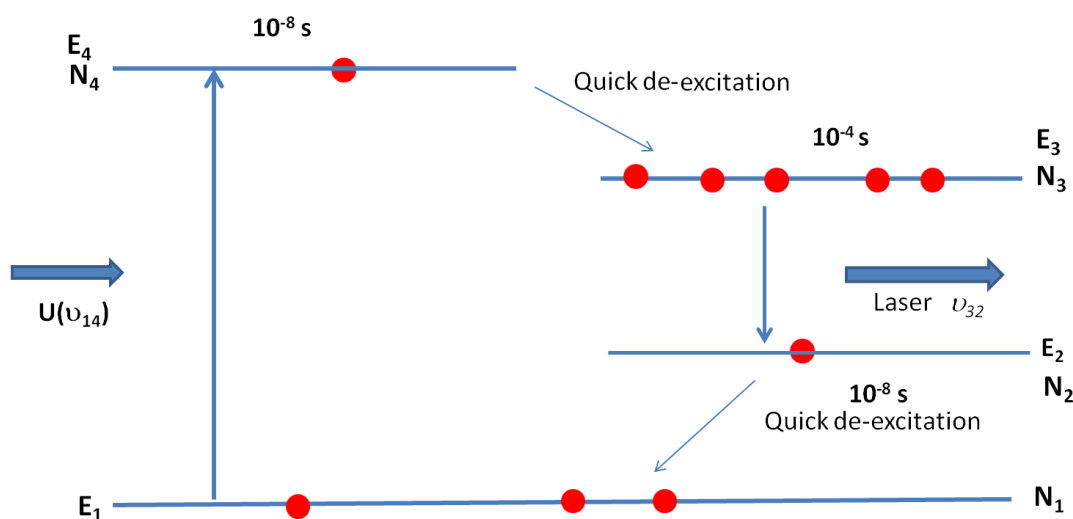 10⁻⁸ s
E₄
N₄
Quick de-excitation
10⁻⁴ s
E₃
N₃
U(υ₁₄)
Laser υ₃₂
E₂
N₂
10⁻⁸ s
Quick de-excitation
E₁
N₁